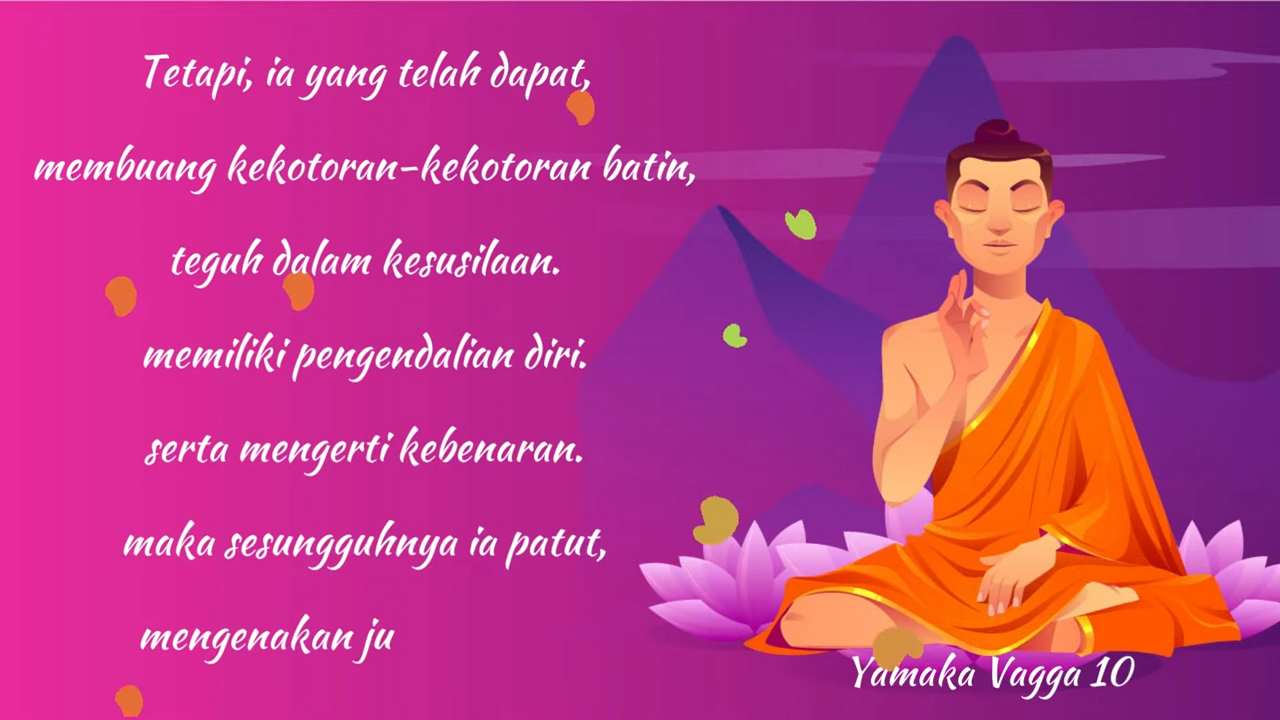 Tetapi, ia yang telah dapat,
membuang kekotoran-kekotoran batin,
teguh dalam kesusilaan.
memiliki pengendalian diri.
serta mengerti kebenaran.
maka sesungguhnya ia patut,
mengenakan ju
Yamaka Vagga 10